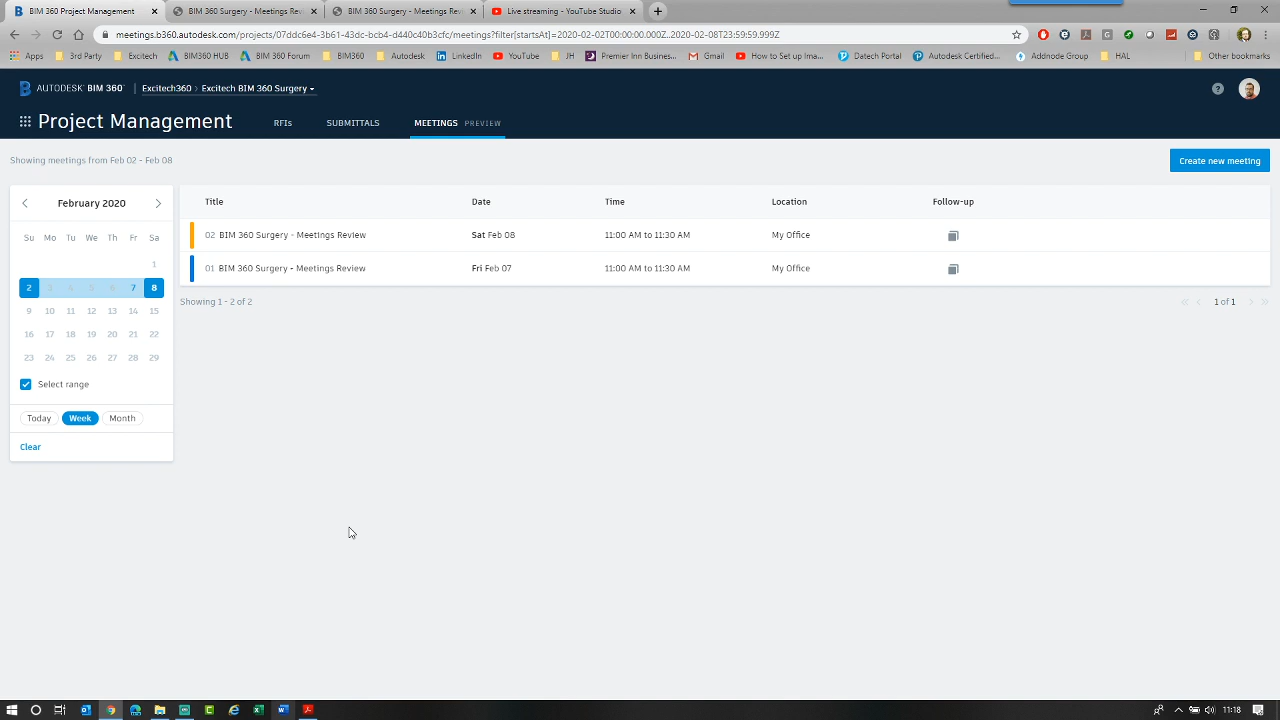 BIM 360 Project Management
BIM 360 Surgery - Meetings Revi
BIM 360 Surgery - Meetings Revi
Live streaming - YouTube Studio
meetings.b360.autodesk.com/projects/07ddc6e4-3b61-43dc-bcb4-d440c40b3cfc/meetings?filter[startsAt]=2020-02-02T00:00:00.000Z..2020-02-08T23:59:59.999Z
Apps 3rd Party Excitech BIM360 HUB BIM 360 Forum BIM360 Autodesk LinkedIn YouTube JH Premier Inn Busines... Gmail How to Set up Ima... Datech Portal Autodesk Certified... Addnode Group HAL Other bookmarks
AUTODESK® BIM 360° Excitech360 > Excitech BIM 360 Surgery
Project Management RFIs SUBMITTALS MEETINGS PREVIEW
Showing meetings from Feb 02 - Feb 08
Create new meeting
February 2020
Su Mo Tu We Th Fr Sa
1
2 3 4 5 6 7 8
9 10 11 12 13 14 15
16 17 18 19 20 21 22
23 24 25 26 27 28 29
Select range
Today Week Month
Clear
Title Date Time Location Follow-up
02 BIM 360 Surgery - Meetings Review Sat Feb 08 11:00 AM to 11:30 AM My Office
01 BIM 360 Surgery - Meetings Review Fri Feb 07 11:00 AM to 11:30 AM My Office
Showing 1 - 2 of 2
1 of 1
11:18